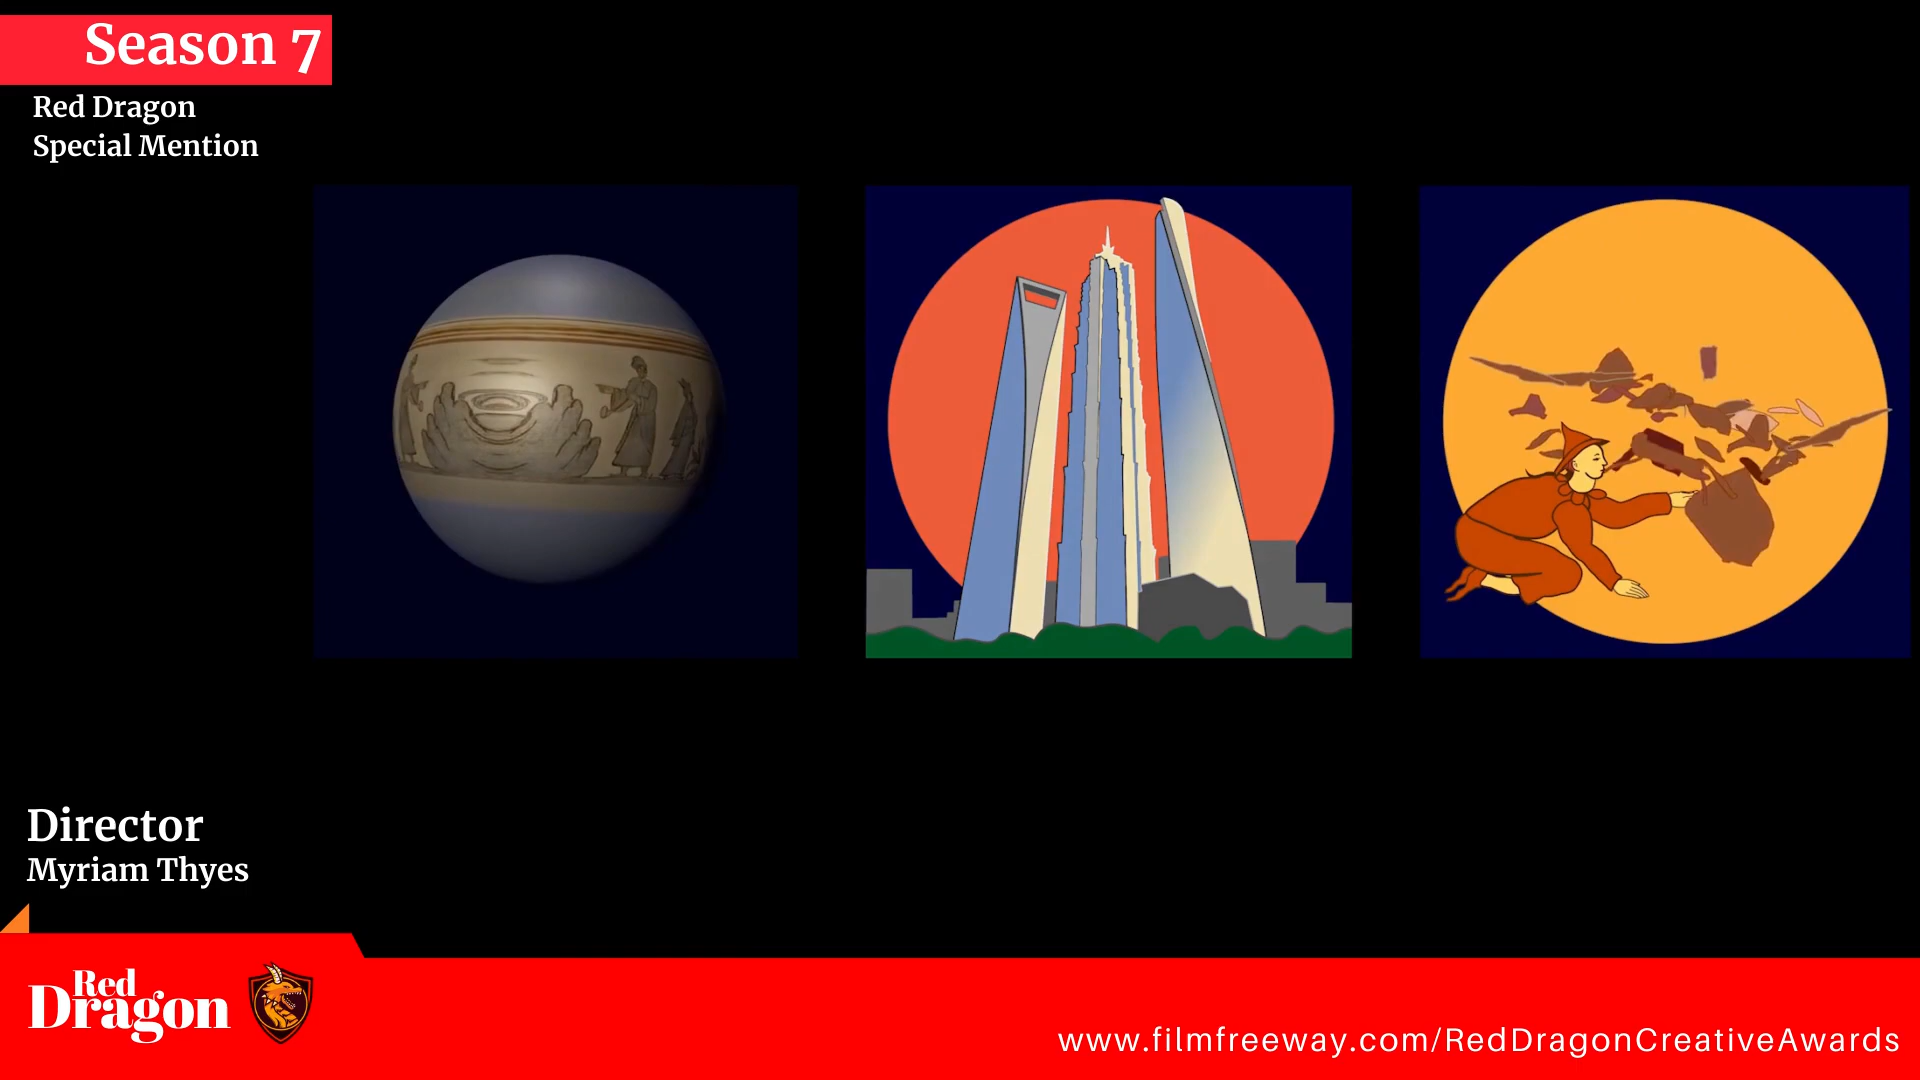 Season 7
Red Dragon
Special Mention
Director
Myriam Thyes
Red
Dragon
www.filmfreeway.com/RedDragonCreativeAwards